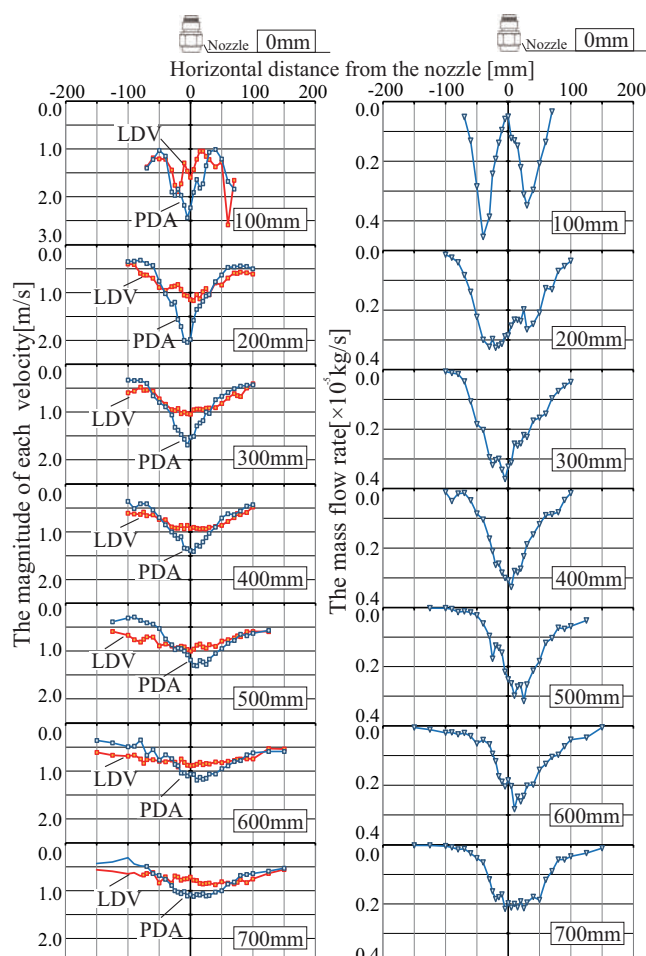 Nozzle 0mm
Horizontal distance from the nozzle [mm]
-200 -100 0 100 200
The magnitude of each velocity[m/s]
0.0
LDV
1.0
2.0
PDA
100mm
3.0
0.0
LDV
1.0
PDA
2.0
200mm
0.0
LDV
1.0
PDA
2.0
300mm
0.0
LDV
1.0
PDA
2.0
400mm
0.0
LDV
1.0
PDA
2.0
500mm
0.0
LDV
1.0
PDA
2.0
600mm
0.0
LDV
1.0
PDA
2.0
700mm
Nozzle 0mm
-200 -100 0 100 200
The mass flow rate[×10⁻⁵kg/s]
0.0
0.2
0.4
100mm
0.0
0.2
0.4
200mm
0.0
0.2
0.4
300mm
0.0
0.2
0.4
400mm
0.0
0.2
0.4
500mm
0.0
0.2
0.4
600mm
0.0
0.2
0.4
700mm